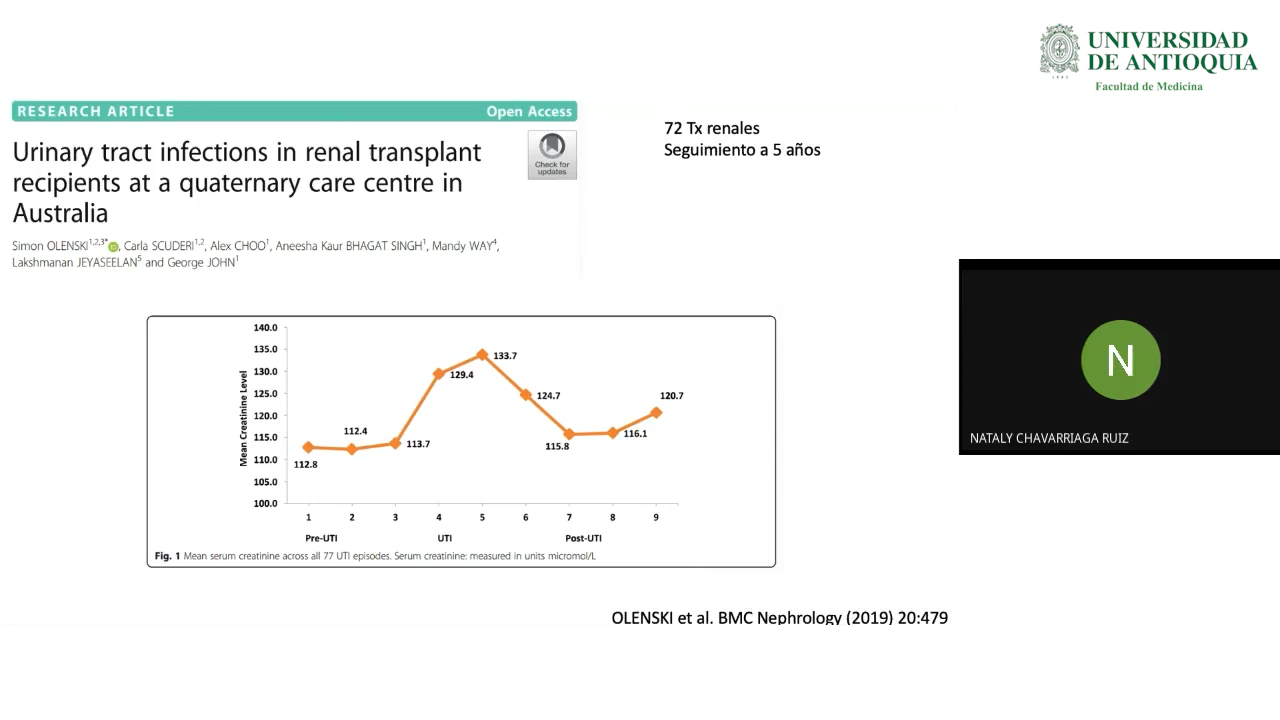 UNIVERSIDAD
DE ANTIOQUIA
1803
Facultad de Medicina
RESEARCH ARTICLE
Open Access
Urinary tract infections in renal transplant
recipients at a quaternary care centre in
Australia
Check for
updates
Simon OLENSKI1,2,3*, Carla SCUDERI1,2, Alex CHOO1, Aneesha Kaur BHAGAT SINGH1, Mandy WAY4,
Lakshmanan JEYASEELAN5 and George JOHN1
72 Tx renales
Seguimiento a 5 años
Mean Creatinine Level
140.0
135.0
130.0
125.0
120.0
115.0
110.0
105.0
100.0
112.8
112.4
113.7
129.4
133.7
124.7
115.8
116.1
120.7
1 2 3 4 5 6 7 8 9
Pre-UTI UTI Post-UTI
Fig. 1 Mean serum creatinine across all 77 UTI episodes. Serum creatinine: measured in units micromol/L
OLENSKI et al. BMC Nephrology (2019) 20:479
N
NATALY CHAVARRIAGA RUIZ